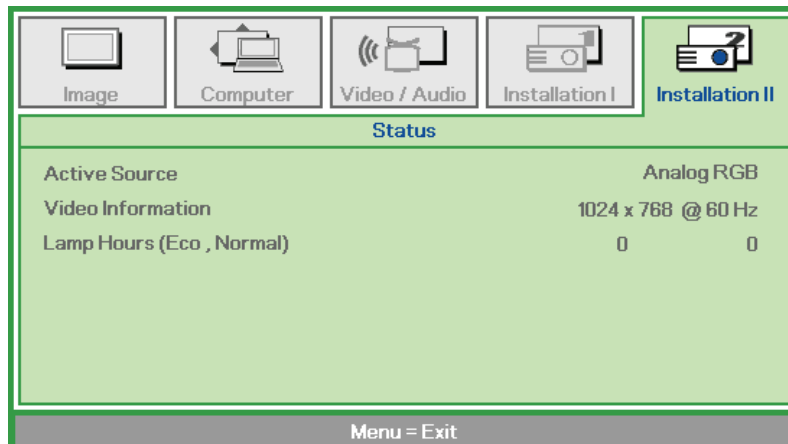 Image Computer Video / Audio Installation I Installation II
Status
Active Source Analog RGB
Video Information 1024 x 768 @ 60 Hz
Lamp Hours (Eco , Normal) 0 0
Menu = Exit